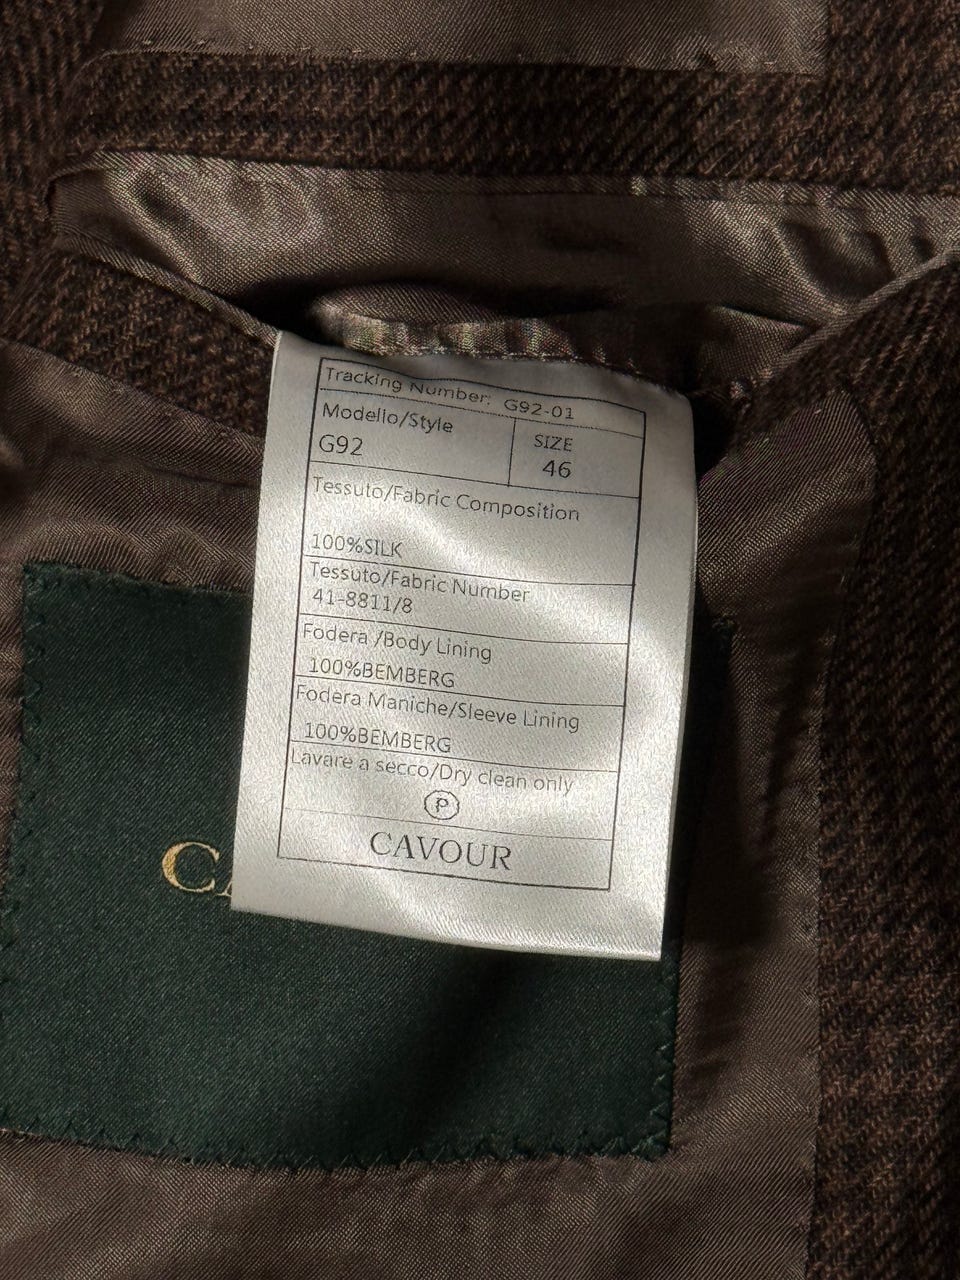 Tracking Number: G92-01
Modello/Style
G92
SIZE
46
Tessuto/Fabric Composition
100%SILK
Tessuto/Fabric Number
41-8811/8
Fodera /Body Lining
100%BEMBERG
Fodera Maniche/Sleeve Lining
100%BEMBERG
Lavare a secco/Dry clean only
P
CAVOUR